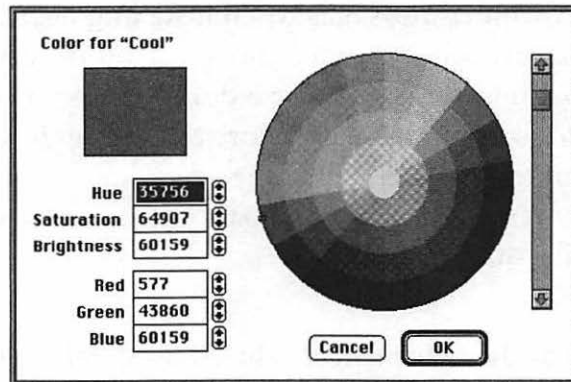 Color for “Cool”
Hue 35756
Saturation 64907
Brightness 60159
Red 577
Green 43860
Blue 60159
Cancel OK